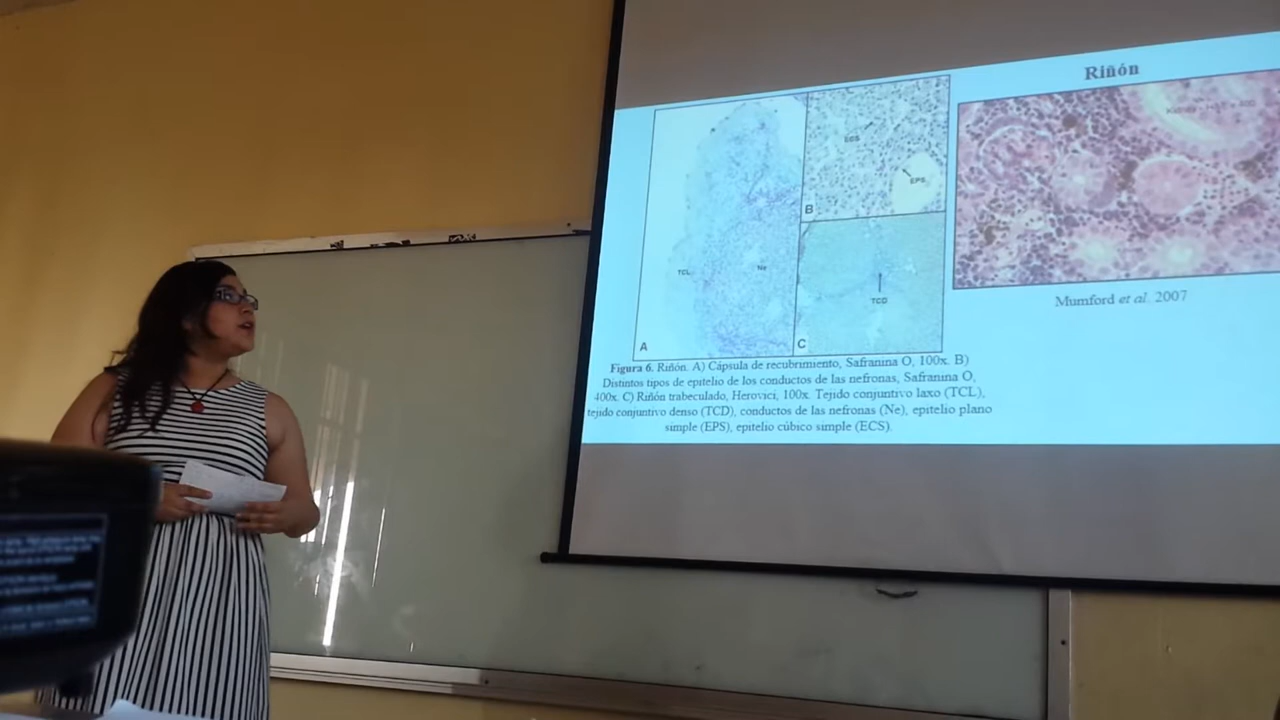 Riñón
ECS
EPS
B
TCL
Ne
TCD
A
C
Mumford et al. 2007
Figura 6. Riñón. A) Cápsula de recubrimiento, Safranina O, 100x. B)
Distintos tipos de epitelio de los conductos de las nefronas, Safranina O,
400x. C) Riñón trabeculado, Herovici, 100x. Tejido conjuntivo laxo (TCL),
tejido conjuntivo denso (TCD), conductos de las nefronas (Ne), epitelio plano
simple (EPS), epitelio cúbico simple (ECS).